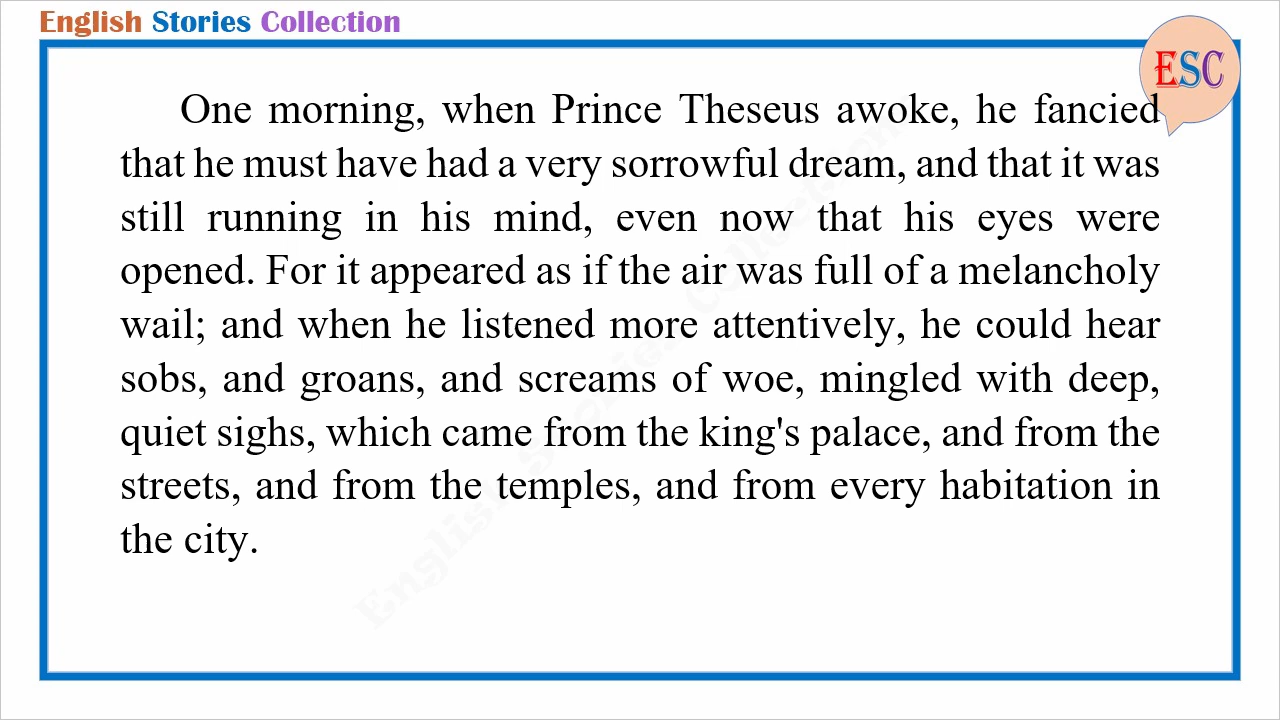 English Stories Collection
ESC
One morning, when Prince Theseus awoke, he fancied
that he must have had a very sorrowful dream, and that it was
still running in his mind, even now that his eyes were
opened. For it appeared as if the air was full of a melancholy
wail; and when he listened more attentively, he could hear
sobs, and groans, and screams of woe, mingled with deep,
quiet sighs, which came from the king's palace, and from the
streets, and from the temples, and from every habitation in
the city.
English Stories Collection